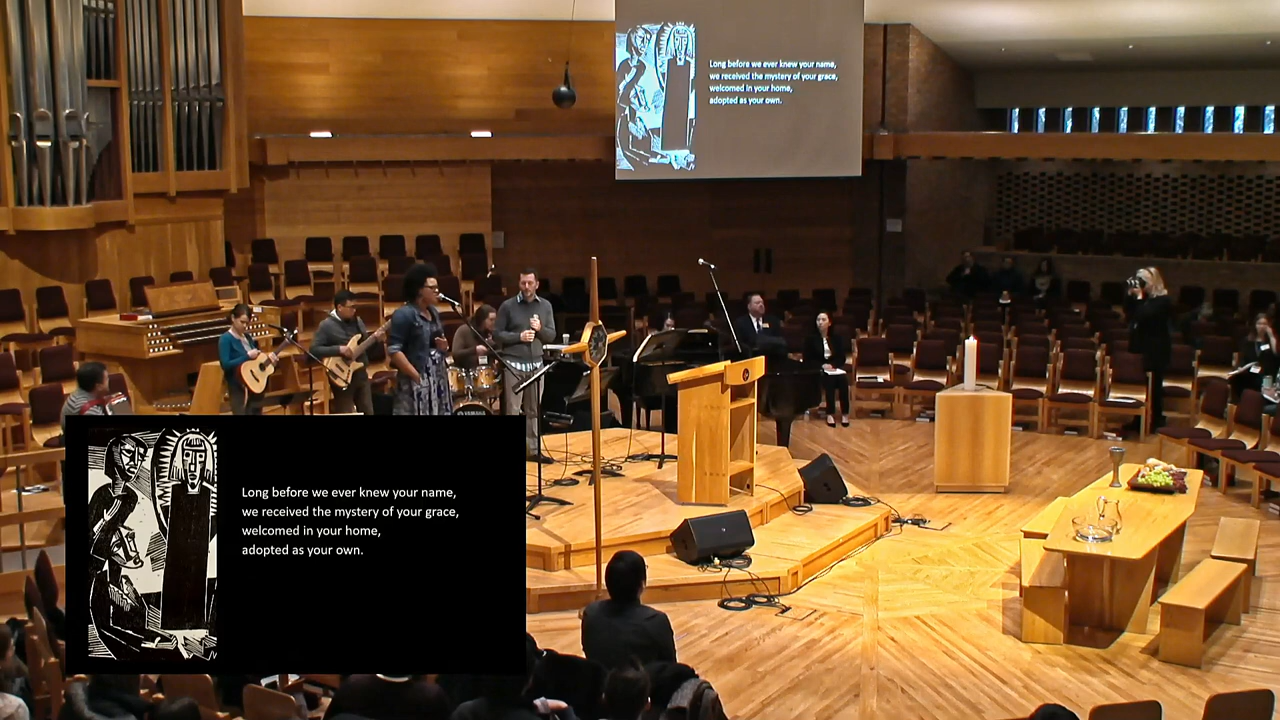 Long before we ever knew your name,
we received the mystery of your grace,
welcomed in your home,
adopted as your own.
Long before we ever knew your name,
we received the mystery of your grace,
welcomed in your home,
adopted as your own.
YAMAHA